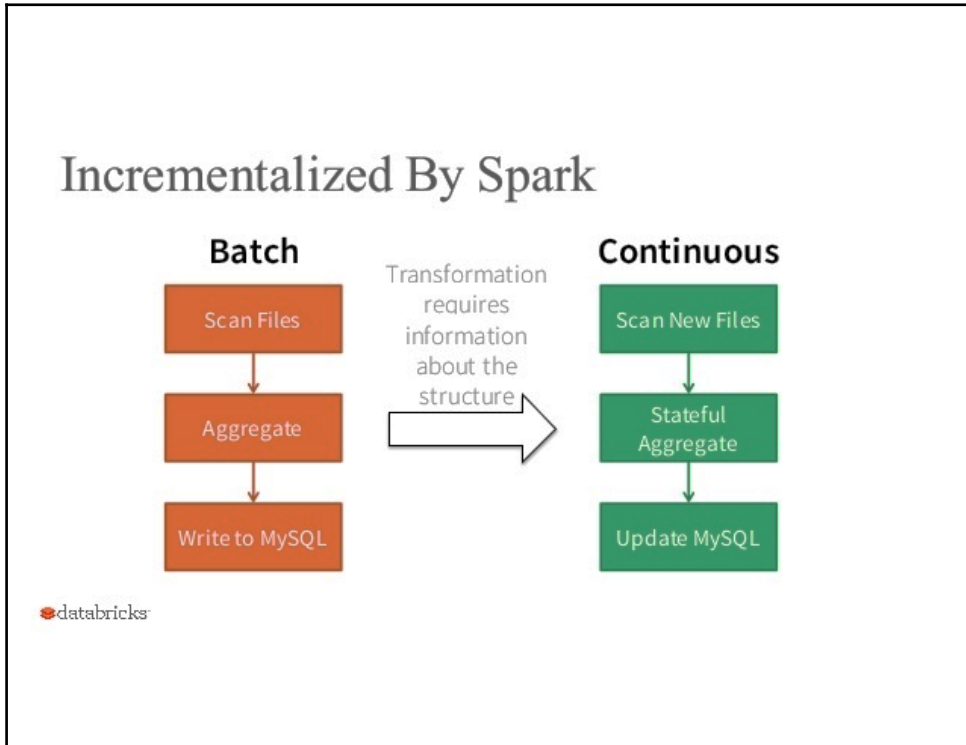 Incrementalized By Spark
Batch
Scan Files
Aggregate
Write to MySQL
Transformation
requires
information
about the
structure
Continuous
Scan New Files
Stateful
Aggregate
Update MySQL
databricks